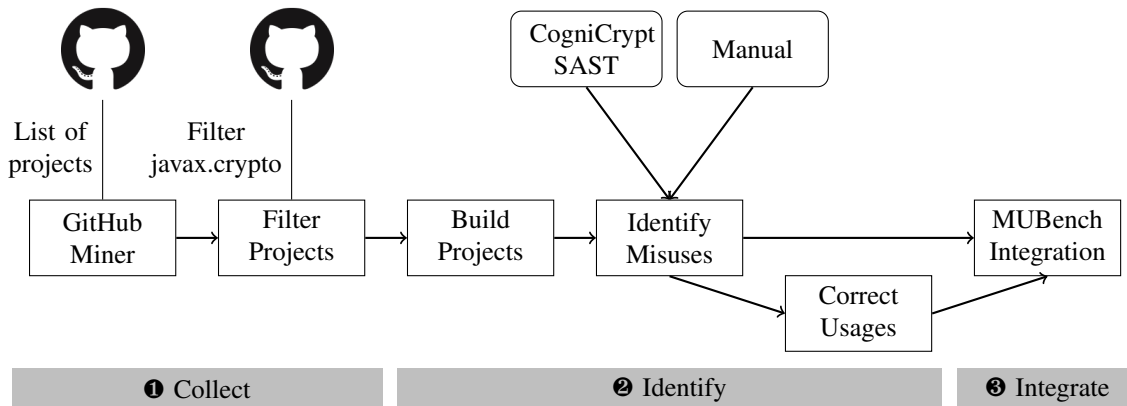 CogniCrypt
SAST
Manual
List of
projects
Filter
javax.crypto
GitHub
Miner
Filter
Projects
Build
Projects
Identify
Misuses
MUBench
Integration
Correct
Usages
❶ Collect
❷ Identify
❸ Integrate